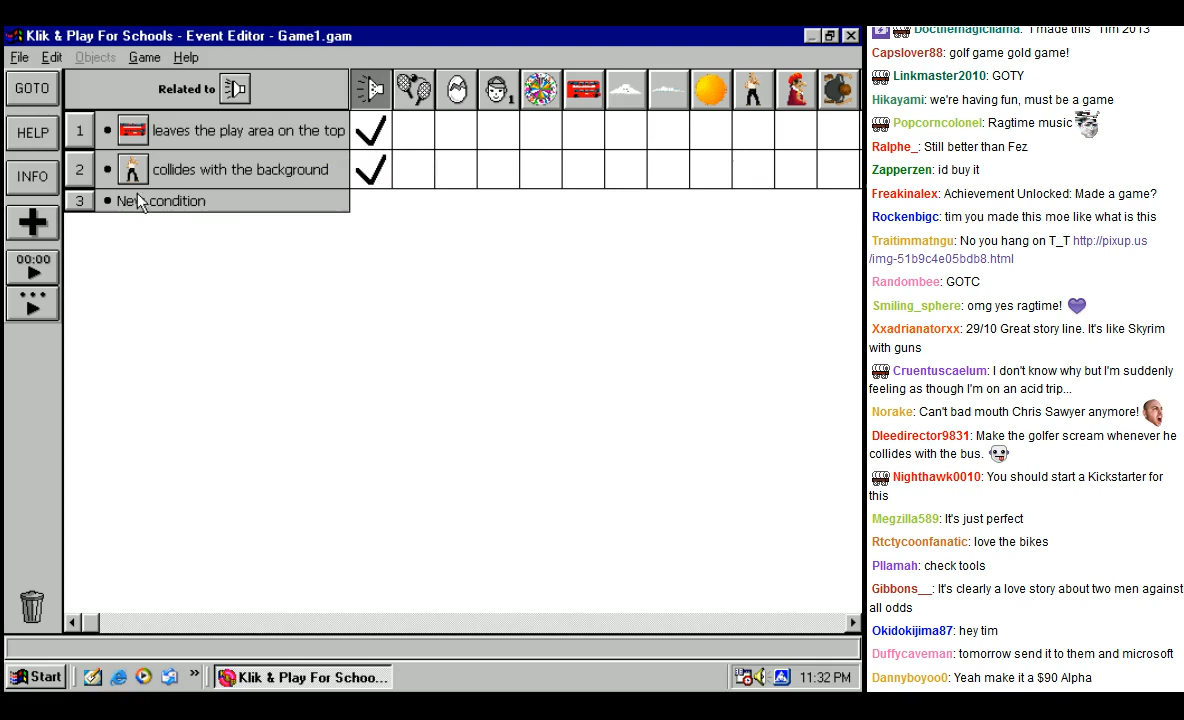 Klik & Play For Schools - Event Editor - Game1.gam
File Edit Objects Game Help
GOTO
HELP
INFO
00:00
Related to
1
1 • leaves the play area on the top
2 • collides with the background
3 • New condition
Start
»
Klik & Play For Schoo...
11:32 PM
Docthemagicllama: I made this -Tim 2013
Capslover88: golf game gold game!
Linkmaster2010: GOTY
Hikayami: we're having fun, must be a game
Popcorncolonel: Ragtime music
Ralphe_: Still better than Fez
Zapperzen: id buy it
Freakinalex: Achievement Unlocked: Made a game?
Rockenbigc: tim you made this moe like what is this
Traitimmatngu: No you hang on T_T http://pixup.us
/img-51b9c4e05bdb8.html
Randombee: GOTC
Smiling_sphere: omg yes ragtime!
Xxadrianatorxx: 29/10 Great story line. It's like Skyrim
with guns
Cruentuscaelum: I don't know why but I'm suddenly
feeling as though I'm on an acid trip...
Norake: Can't bad mouth Chris Sawyer anymore!
Dleedirector9831: Make the golfer scream whenever he
collides with the bus.
Nighthawk0010: You should start a Kickstarter for
this
Megzilla589: It's just perfect
Rtctycoonfanatic: love the bikes
Pllamah: check tools
Gibbons__: It's clearly a love story about two men against
all odds
Okidokijima87: hey tim
Duffycaveman: tomorrow send it to them and microsoft
Dannyboyoo0: Yeah make it a $90 Alpha